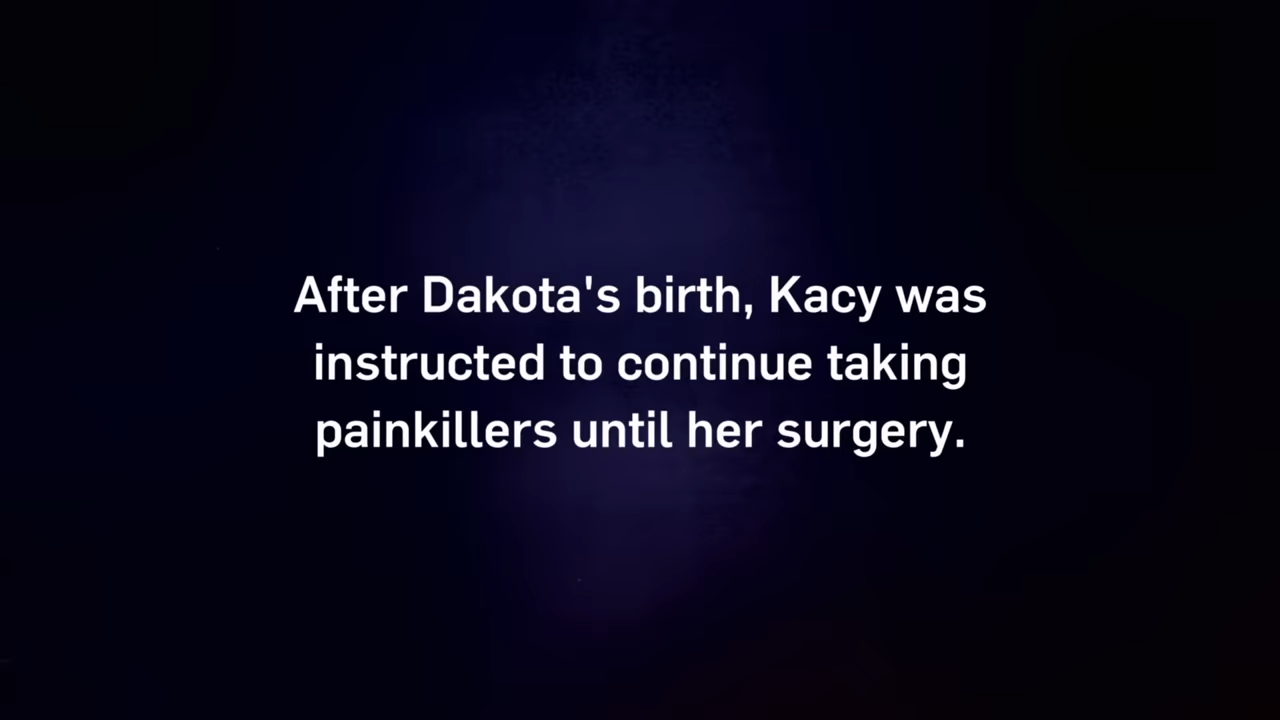 After Dakota's birth, Kacy was
instructed to continue taking
painkillers until her surgery.